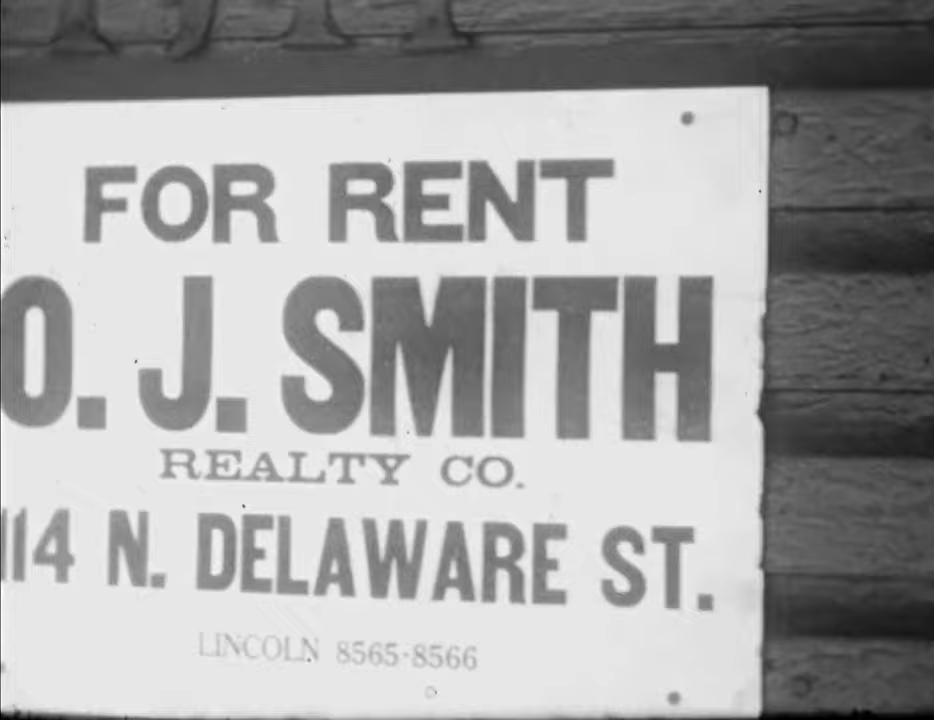 FOR RENT
O. J. SMITH
REALTY CO.
114 N. DELAWARE ST.
LINCOLN 8565-8566